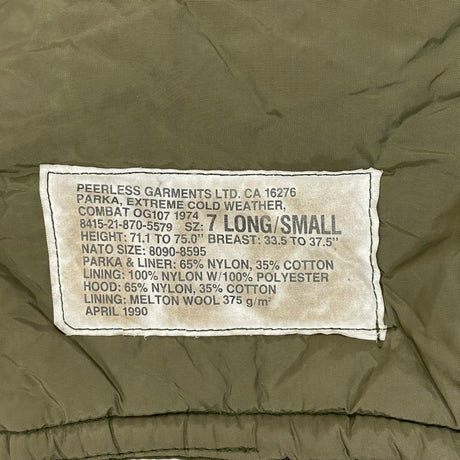 PEERLESS GARMENTS LTD. CA 16276
PARKA, EXTREME COLD WEATHER,
COMBAT OG107 1974
8415-21-870-5579 SZ: 7 LONG/SMALL
HEIGHT: 71.1 TO 75.0" BREAST: 33.5 TO 37.5"
NATO SIZE: 8090-8595
PARKA & LINER: 65% NYLON, 35% COTTON
LINING: 100% NYLON W/100% POLYESTER
HOOD: 65% NYLON, 35% COTTON
LINING: MELTON WOOL 375 g/m²
APRIL 1990